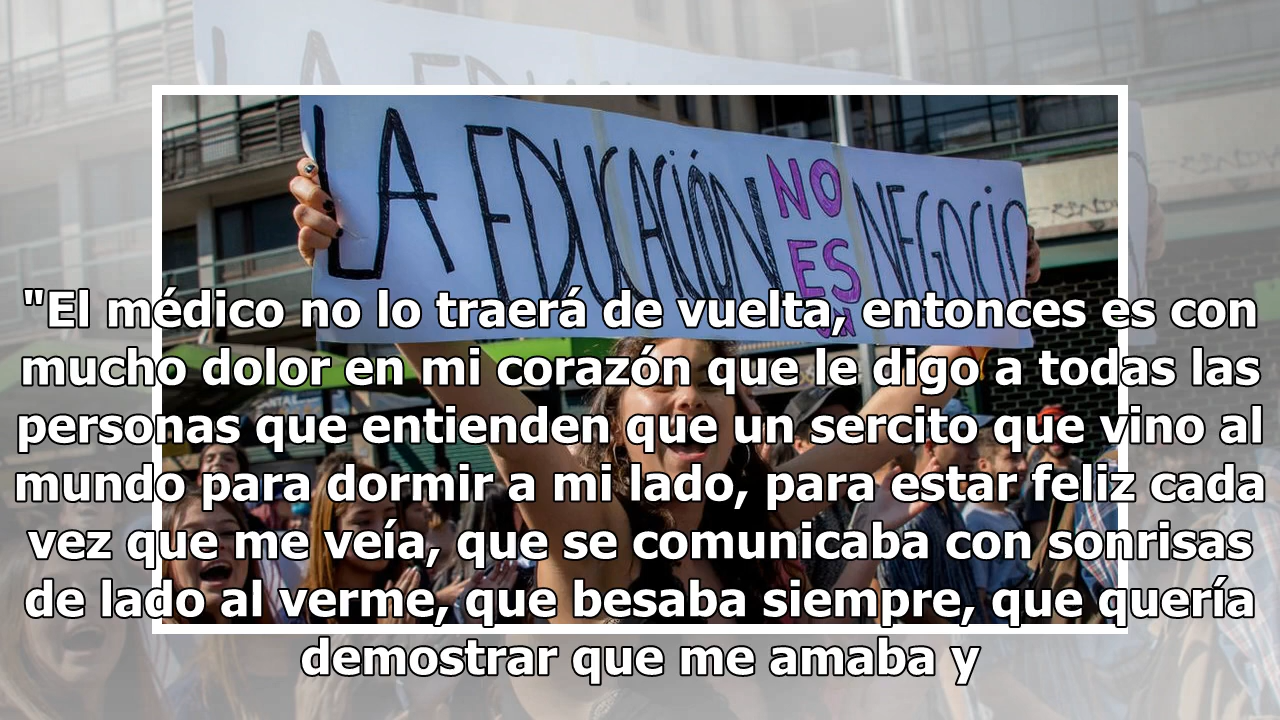 LA EDUCACIÓN NO ES UN NEGOCIO
"El médico no lo traerá de vuelta, entonces es con
mucho dolor en mi corazón que le digo a todas las
personas que entienden que un sercito que vino al
mundo para dormir a mi lado, para estar feliz cada
vez que me veía, que se comunicaba con sonrisas
de lado al verme, que besaba siempre, que quería
demostrar que me amaba y